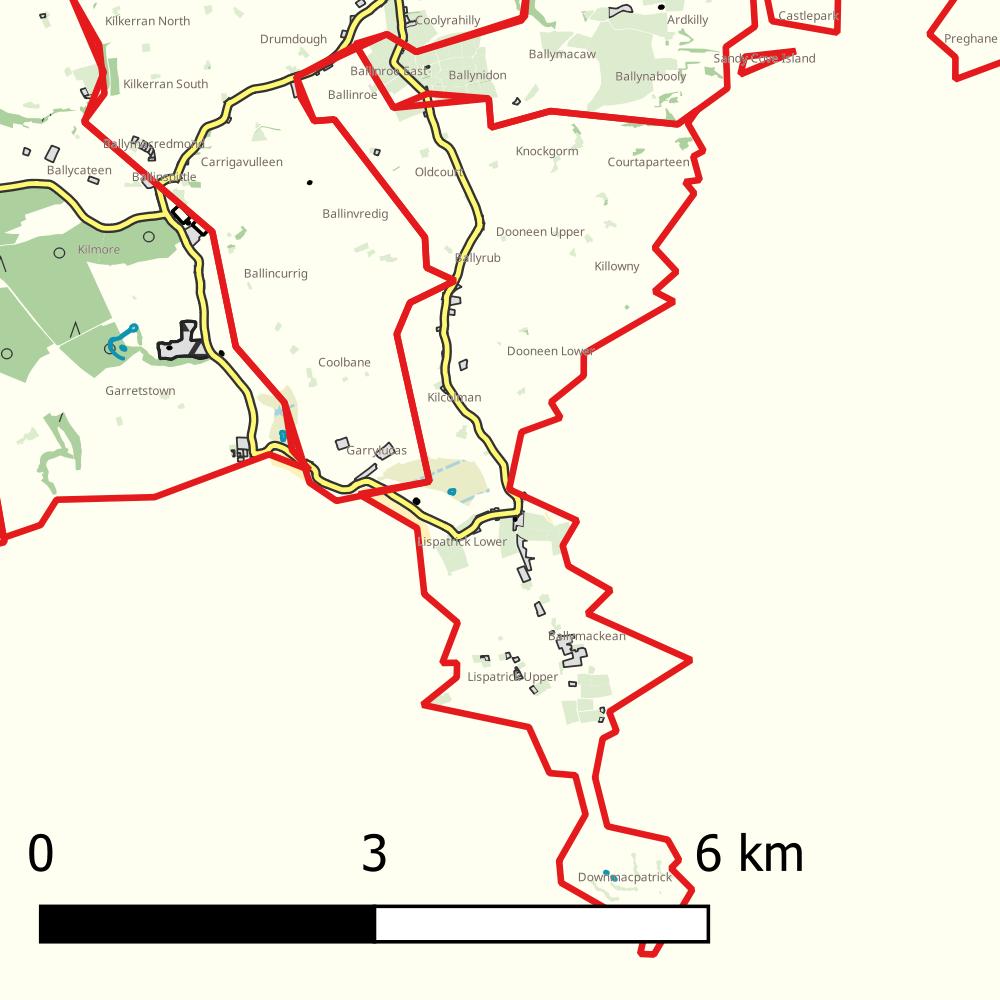 Kilkerran North
Coolyrahilly
Ardkilly
Castlepark
Drumdough
Preghane
Ballymacaw
Sandy Cove Island
Ballinroe East
Ballynidon
Ballynabooly
Kilkerran South
Ballinroe
Ballymacredmond
Knockgorm
Carrigavulleen
Courtaparteen
Ballycateen
Ballinspittle
Oldcourt
Ballinvredig
Dooneen Upper
Kilmore
Ballyrub
Killowny
Ballincurrig
Dooneen Lower
Coolbane
Garretstown
Kilcolman
Garrylucas
Lispatrick Lower
Ballymackean
Lispatrick Upper
0 3 6 km
Downmacpatrick